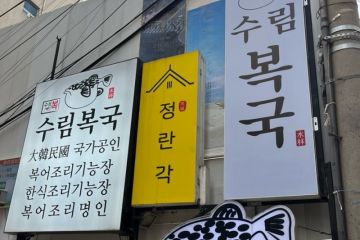 수림복국
大韓民國 국가공인
복어조리기능장
한식조리기능장
복어조리명인
정란각
수림
복국
水林